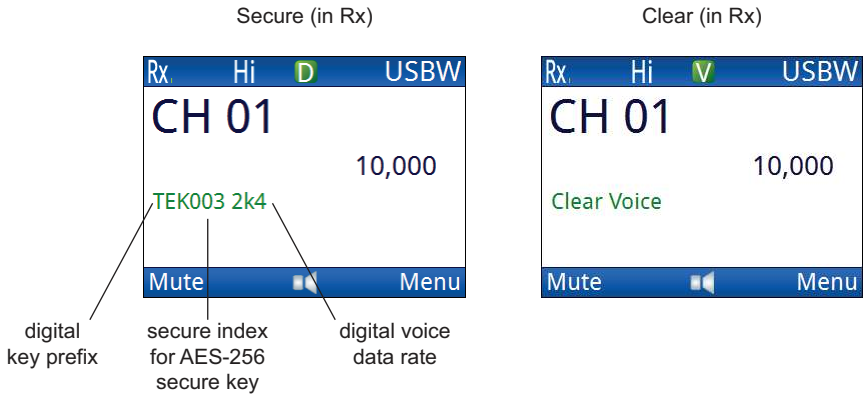 Secure (in Rx)
Clear (in Rx)
Rx Hi D USBW
CH 01
10,000
TEK003 2k4
Mute Menu
Rx Hi V USBW
CH 01
10,000
Clear Voice
Mute Menu
digital
key prefix
secure index
for AES-256
secure key
digital voice
data rate